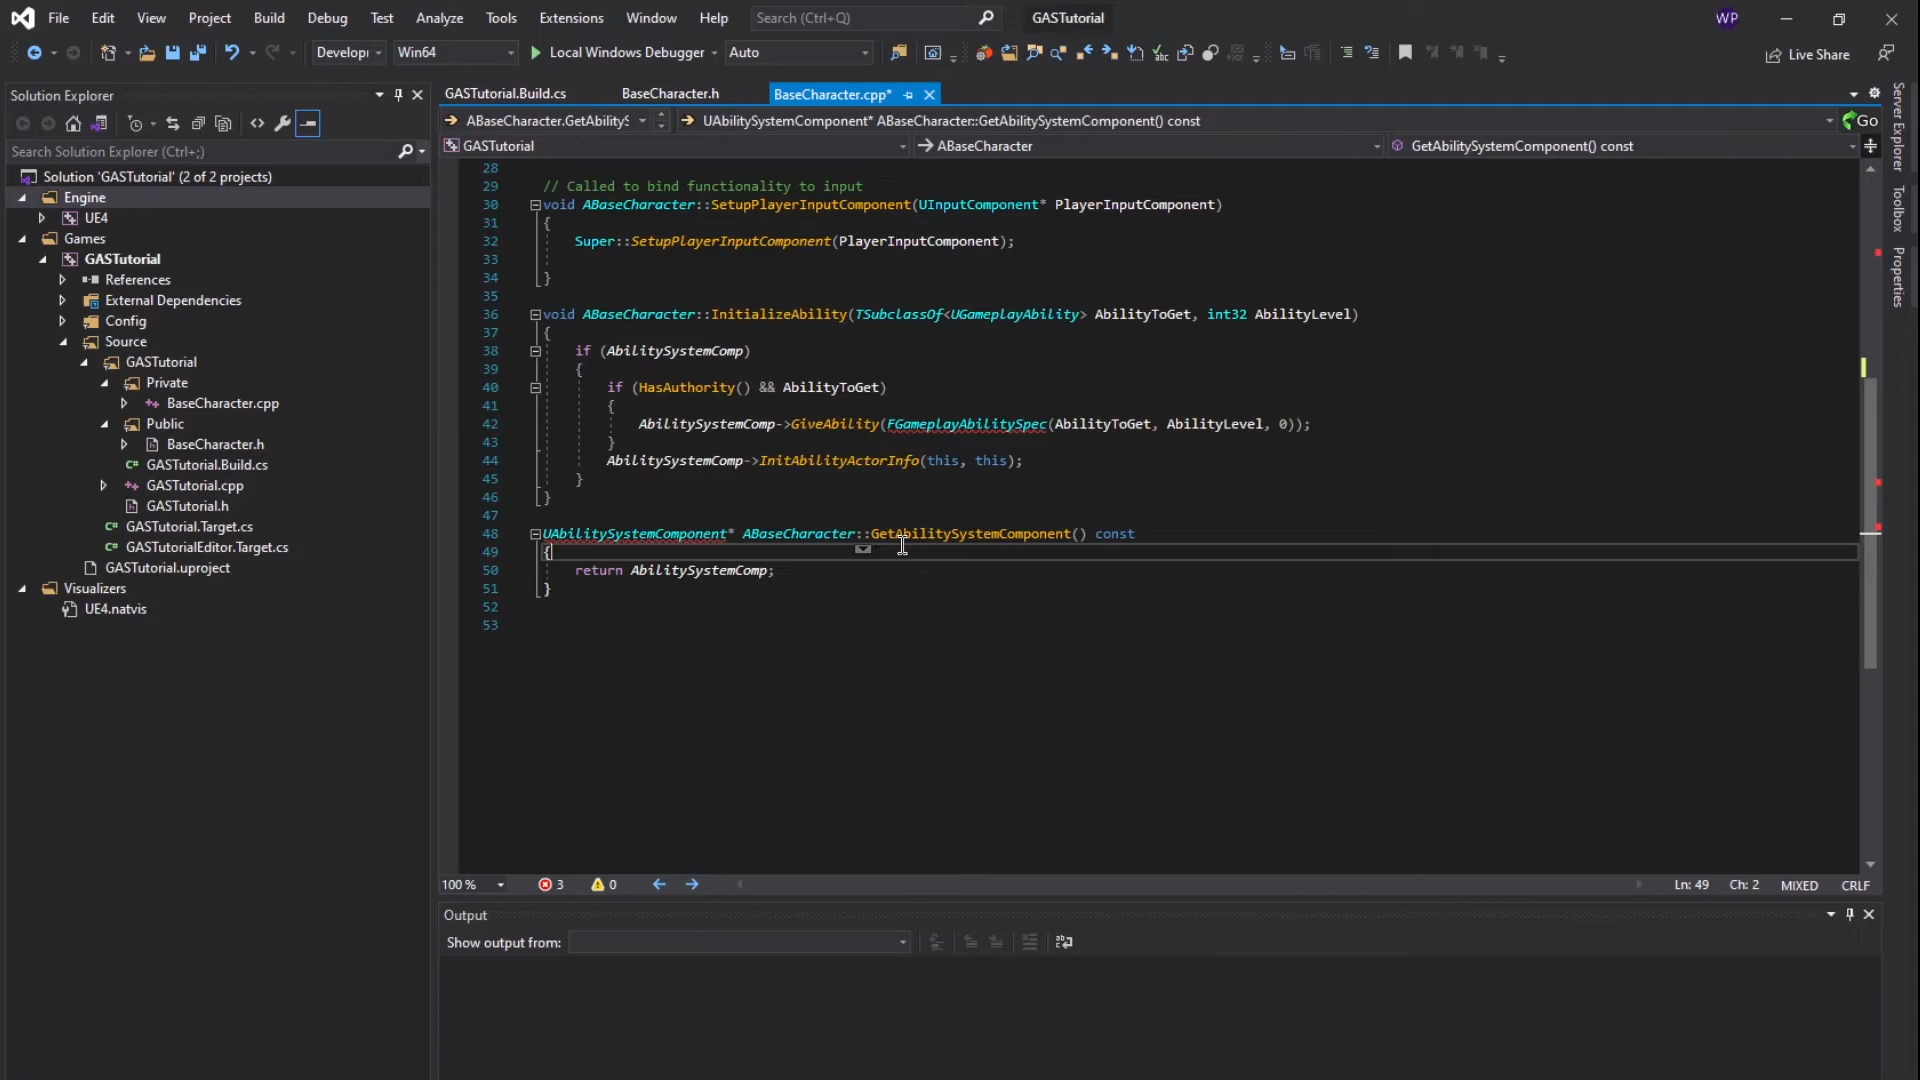 File Edit View Project Build Debug Test Analyze Tools Extensions Window Help Search (Ctrl+Q) GASTutorial WP
Develop Win64 Local Windows Debugger Auto Live Share
Solution Explorer
Search Solution Explorer (Ctrl+;)
Solution 'GASTutorial' (2 of 2 projects)
Engine
UE4
Games
GASTutorial
References
External Dependencies
Config
Source
GASTutorial
Private
BaseCharacter.cpp
Public
BaseCharacter.h
GASTutorial.Build.cs
GASTutorial.cpp
GASTutorial.h
GASTutorial.Target.cs
GASTutorialEditor.Target.cs
GASTutorial.uproject
Visualizers
UE4.natvis
GASTutorial.Build.cs BaseCharacter.h BaseCharacter.cpp*
ABaseCharacter.GetAbilityS UAbilitySystemComponent* ABaseCharacter::GetAbilitySystemComponent() const Go
GASTutorial ABaseCharacter GetAbilitySystemComponent() const
28
29 // Called to bind functionality to input
30 void ABaseCharacter::SetupPlayerInputComponent(UInputComponent* PlayerInputComponent)
31 {
32 Super::SetupPlayerInputComponent(PlayerInputComponent);
33
34 }
35
36 void ABaseCharacter::InitializeAbility(TSubclassOf<UGameplayAbility> AbilityToGet, int32 AbilityLevel)
37 {
38 if (AbilitySystemComp)
39 {
40 if (HasAuthority() && AbilityToGet)
41 {
42 AbilitySystemComp->GiveAbility(FGameplayAbilitySpec(AbilityToGet, AbilityLevel, 0));
43 }
44 AbilitySystemComp->InitAbilityActorInfo(this, this);
45 }
46 }
47
48 UAbilitySystemComponent* ABaseCharacter::GetAbilitySystemComponent() const
49 {
50 return AbilitySystemComp;
51 }
52
53
100 % 3 0 Ln: 49 Ch: 2 MIXED CRLF
Output
Show output from:
Server Explorer
Toolbox
Properties